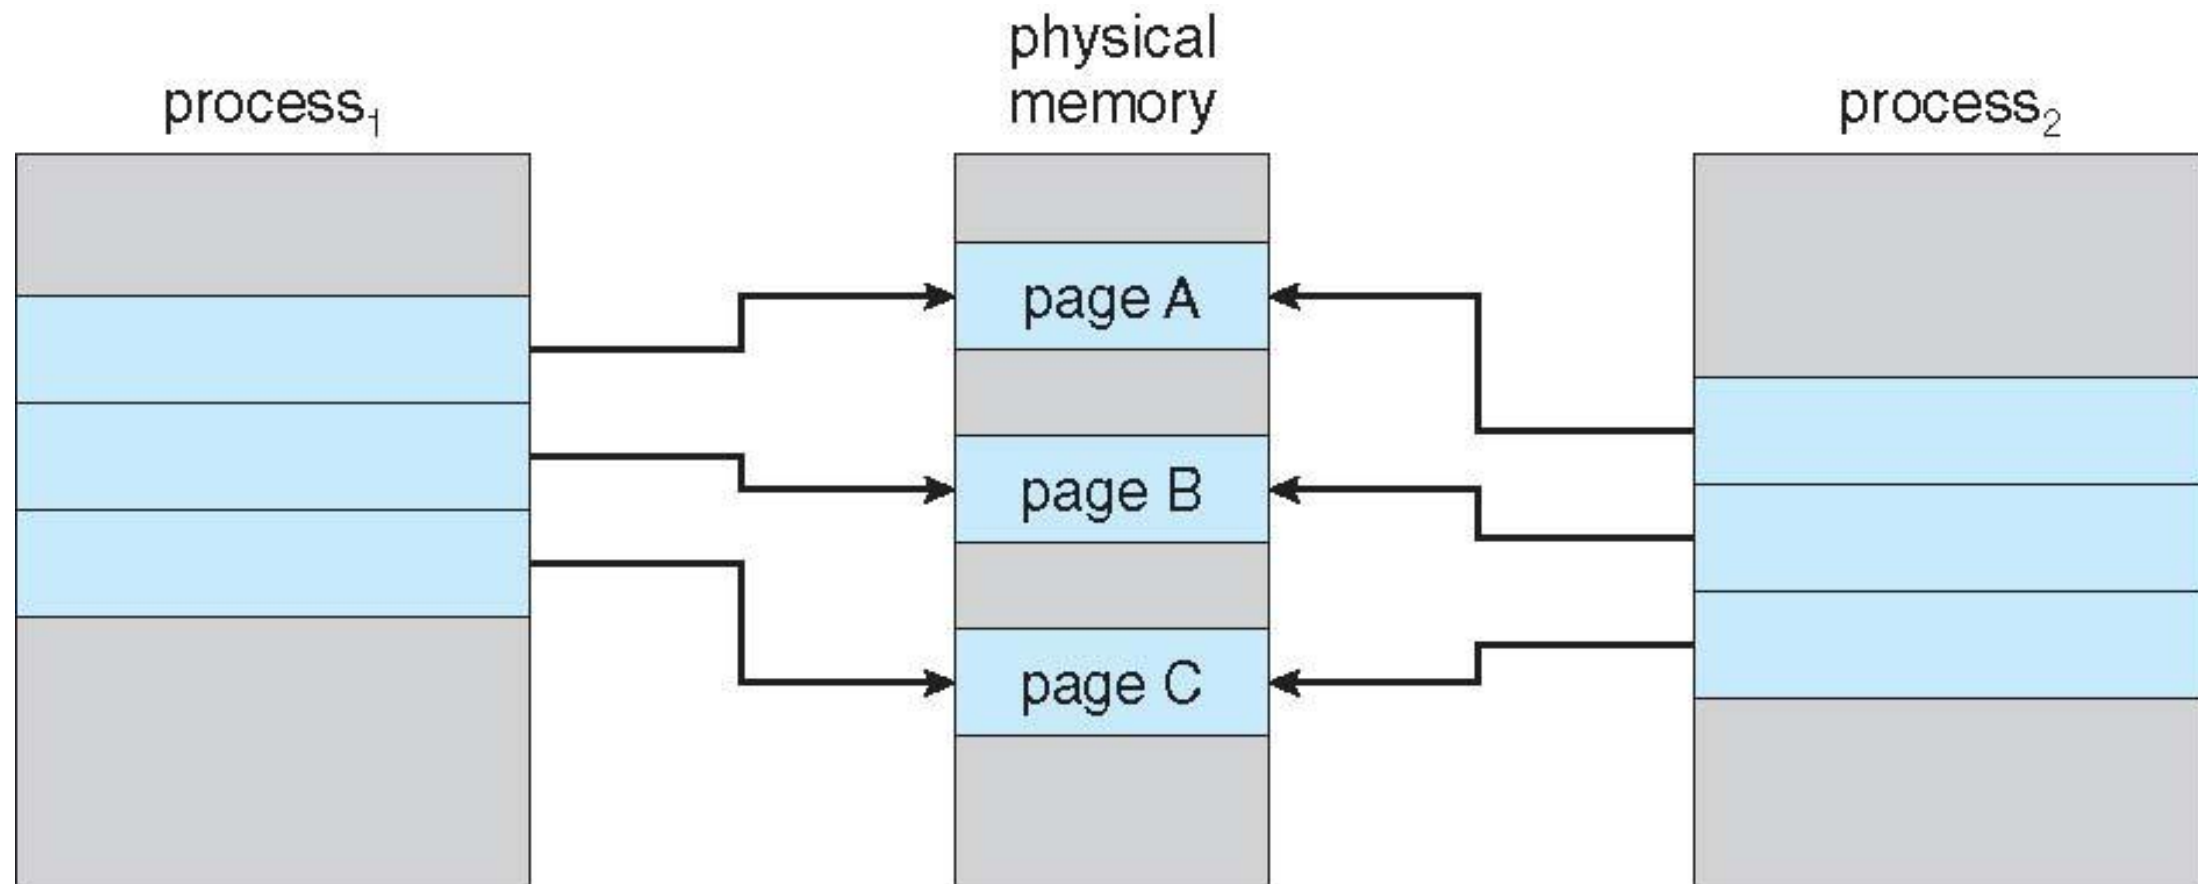 process₁
physical
memory
process₂
page A
page B
page C